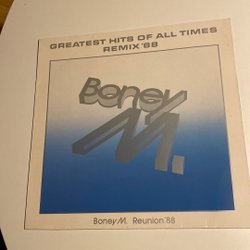 GREATEST HITS OF ALL TIMES
REMIX '88
Boney
M.
Boney M. Reunion '88